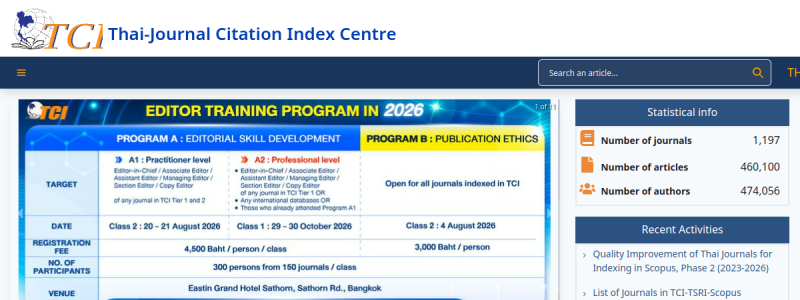 TCI Thai-Journal Citation Index Centre
Search an article...
TH
TCI EDITOR TRAINING PROGRAM IN 2026
1 of 11
PROGRAM A : EDITORIAL SKILL DEVELOPMENT
PROGRAM B : PUBLICATION ETHICS
TARGET
A1 : Practitioner level
Editor-in-Chief / Associate Editor /
Assistant Editor / Managing Editor /
Section Editor / Copy Editor
of any journal in TCI Tier 1 and 2
A2 : Professional level
• Editor-in-Chief / Associate Editor /
Assistant Editor / Managing Editor /
Section Editor / Copy Editor
of any journal in TCI Tier 1 OR
• Any international databases OR
• Those who already attended Program A1
Open for all journals indexed in TCI
DATE
Class 2 : 20 - 21 August 2026
Class 1 : 29 - 30 October 2026
Class 2 : 4 August 2026
REGISTRATION
FEE
4,500 Baht / person / class
3,000 Baht / person
NO. OF
PARTICIPANTS
300 persons from 150 journals / class
VENUE
Eastin Grand Hotel Sathorn, Sathorn Rd., Bangkok
Statistical info
Number of journals 1,197
Number of articles 460,100
Number of authors 474,056
Recent Activities
› Quality Improvement of Thai Journals for
Indexing in Scopus, Phase 2 (2023-2026)
› List of Journals in TCI-TSRI-Scopus